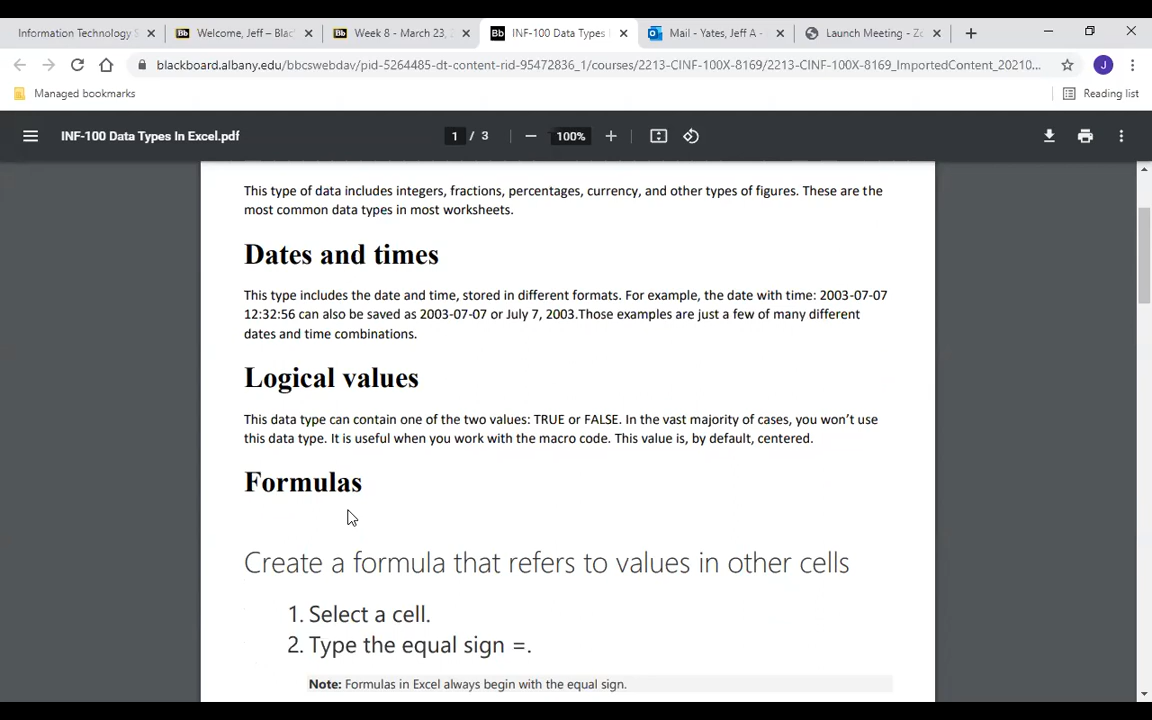 Information Technology S
Welcome, Jeff – Blac
Week 8 - March 23, 
Bb INF-100 Data Types I
Mail - Yates, Jeff A -
Launch Meeting - Zo
blackboard.albany.edu/bbcswebdav/pid-5264485-dt-content-rid-95472836_1/courses/2213-CINF-100X-8169/2213-CINF-100X-8169_ImportedContent_20210...
J
Managed bookmarks
Reading list
INF-100 Data Types In Excel.pdf
1 / 3
100%
This type of data includes integers, fractions, percentages, currency, and other types of figures. These are the
most common data types in most worksheets.
Dates and times
This type includes the date and time, stored in different formats. For example, the date with time: 2003-07-07
12:32:56 can also be saved as 2003-07-07 or July 7, 2003.Those examples are just a few of many different
dates and time combinations.
Logical values
This data type can contain one of the two values: TRUE or FALSE. In the vast majority of cases, you won’t use
this data type. It is useful when you work with the macro code. This value is, by default, centered.
Formulas
Create a formula that refers to values in other cells
1. Select a cell.
2. Type the equal sign =.
Note: Formulas in Excel always begin with the equal sign.